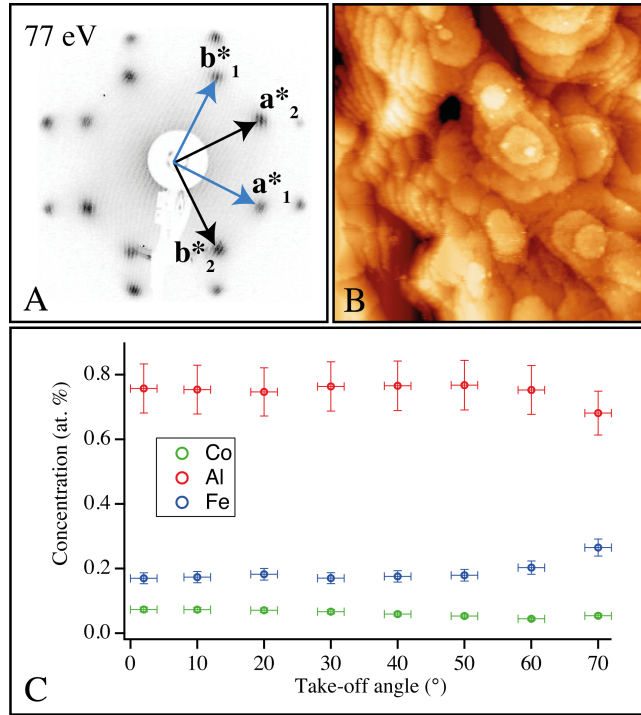 77 eV
b*1
a*2
a*1
b*2
A
B
Concentration (at. %)
0.8
0.6
0.4
0.2
0.0
Co
Al
Fe
0 10 20 30 40 50 60 70
Take-off angle (°)
C